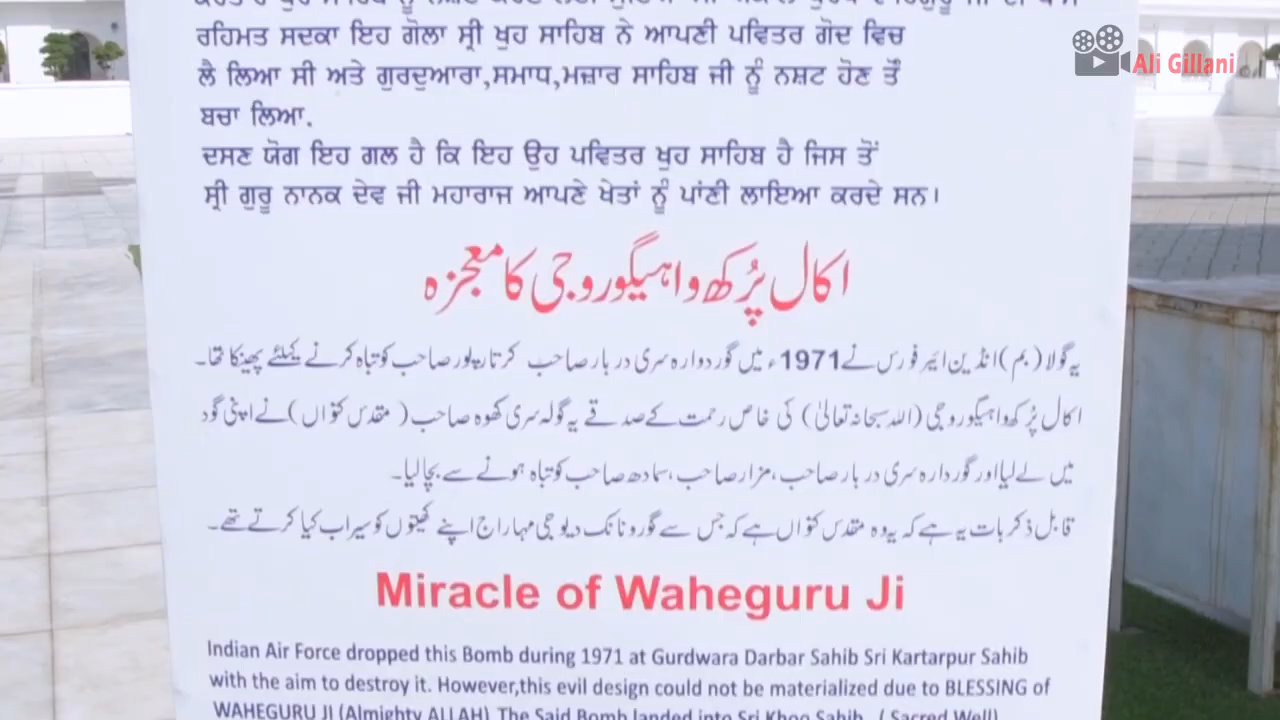 ਰਹਿਮਤ ਸਦਕਾ ਇਹ ਗੋਲਾ ਸ੍ਰੀ ਖੂਹ ਸਾਹਿਬ ਨੇ ਆਪਣੀ ਪਵਿਤਰ ਗੋਦ ਵਿਚ
ਲੈ ਲਿਆ ਸੀ ਅਤੇ ਗੁਰਦੁਆਰਾ,ਸਮਾਧ,ਮਜ਼ਾਰ ਸਾਹਿਬ ਜੀ ਨੂੰ ਨਸ਼ਟ ਹੋਣ ਤੋਂ
ਬਚਾ ਲਿਆ.
ਦਸਣ ਯੋਗ ਇਹ ਗਲ ਹੈ ਕਿ ਇਹ ਉਹ ਪਵਿਤਰ ਖੂਹ ਸਾਹਿਬ ਹੈ ਜਿਸ ਤੋਂ
ਸ੍ਰੀ ਗੁਰੂ ਨਾਨਕ ਦੇਵ ਜੀ ਮਹਾਰਾਜ ਆਪਣੇ ਖੇਤਾਂ ਨੂੰ ਪਾਂਣੀ ਲਾਇਆ ਕਰਦੇ ਸਨ।
اکال پُرکھ واہیگورو جی کا معجزہ
یہ گولا (بم) انڈین ائیر فورس نے 1971ء میں گوردوارہ سری دربار صاحب کرتارپور صاحب کو تباہ کرنے کیلئے پھینکا تھا۔
اکال پُرکھ واہیگورو جی (اللہ سبحانہ تعالیٰ) کی خاص رحمت کے صدقے یہ گولہ سری کھوہ صاحب (مقدس کنواں) نے اپنی گود
میں لے لیا اور گوردارہ سری دربار صاحب، مزار صاحب، سمادھ صاحب کو تباہ ہونے سے بچا لیا۔
قابل ذکر بات یہ ہے کہ یہ وہ مقدس کنواں ہے کہ جس سے گورونانک دیو جی مہاراج اپنے کھیتوں کو سیراب کیا کرتے تھے۔
Miracle of Waheguru Ji
Indian Air Force dropped this Bomb during 1971 at Gurdwara Darbar Sahib Sri Kartarpur Sahib
with the aim to destroy it. However,this evil design could not be materialized due to BLESSING of
WAHEGURU JI (Almighty ALLAH). The Said Bomb landed into Sri Khoo Sahib. (Sacred Well)
Ali Gillani